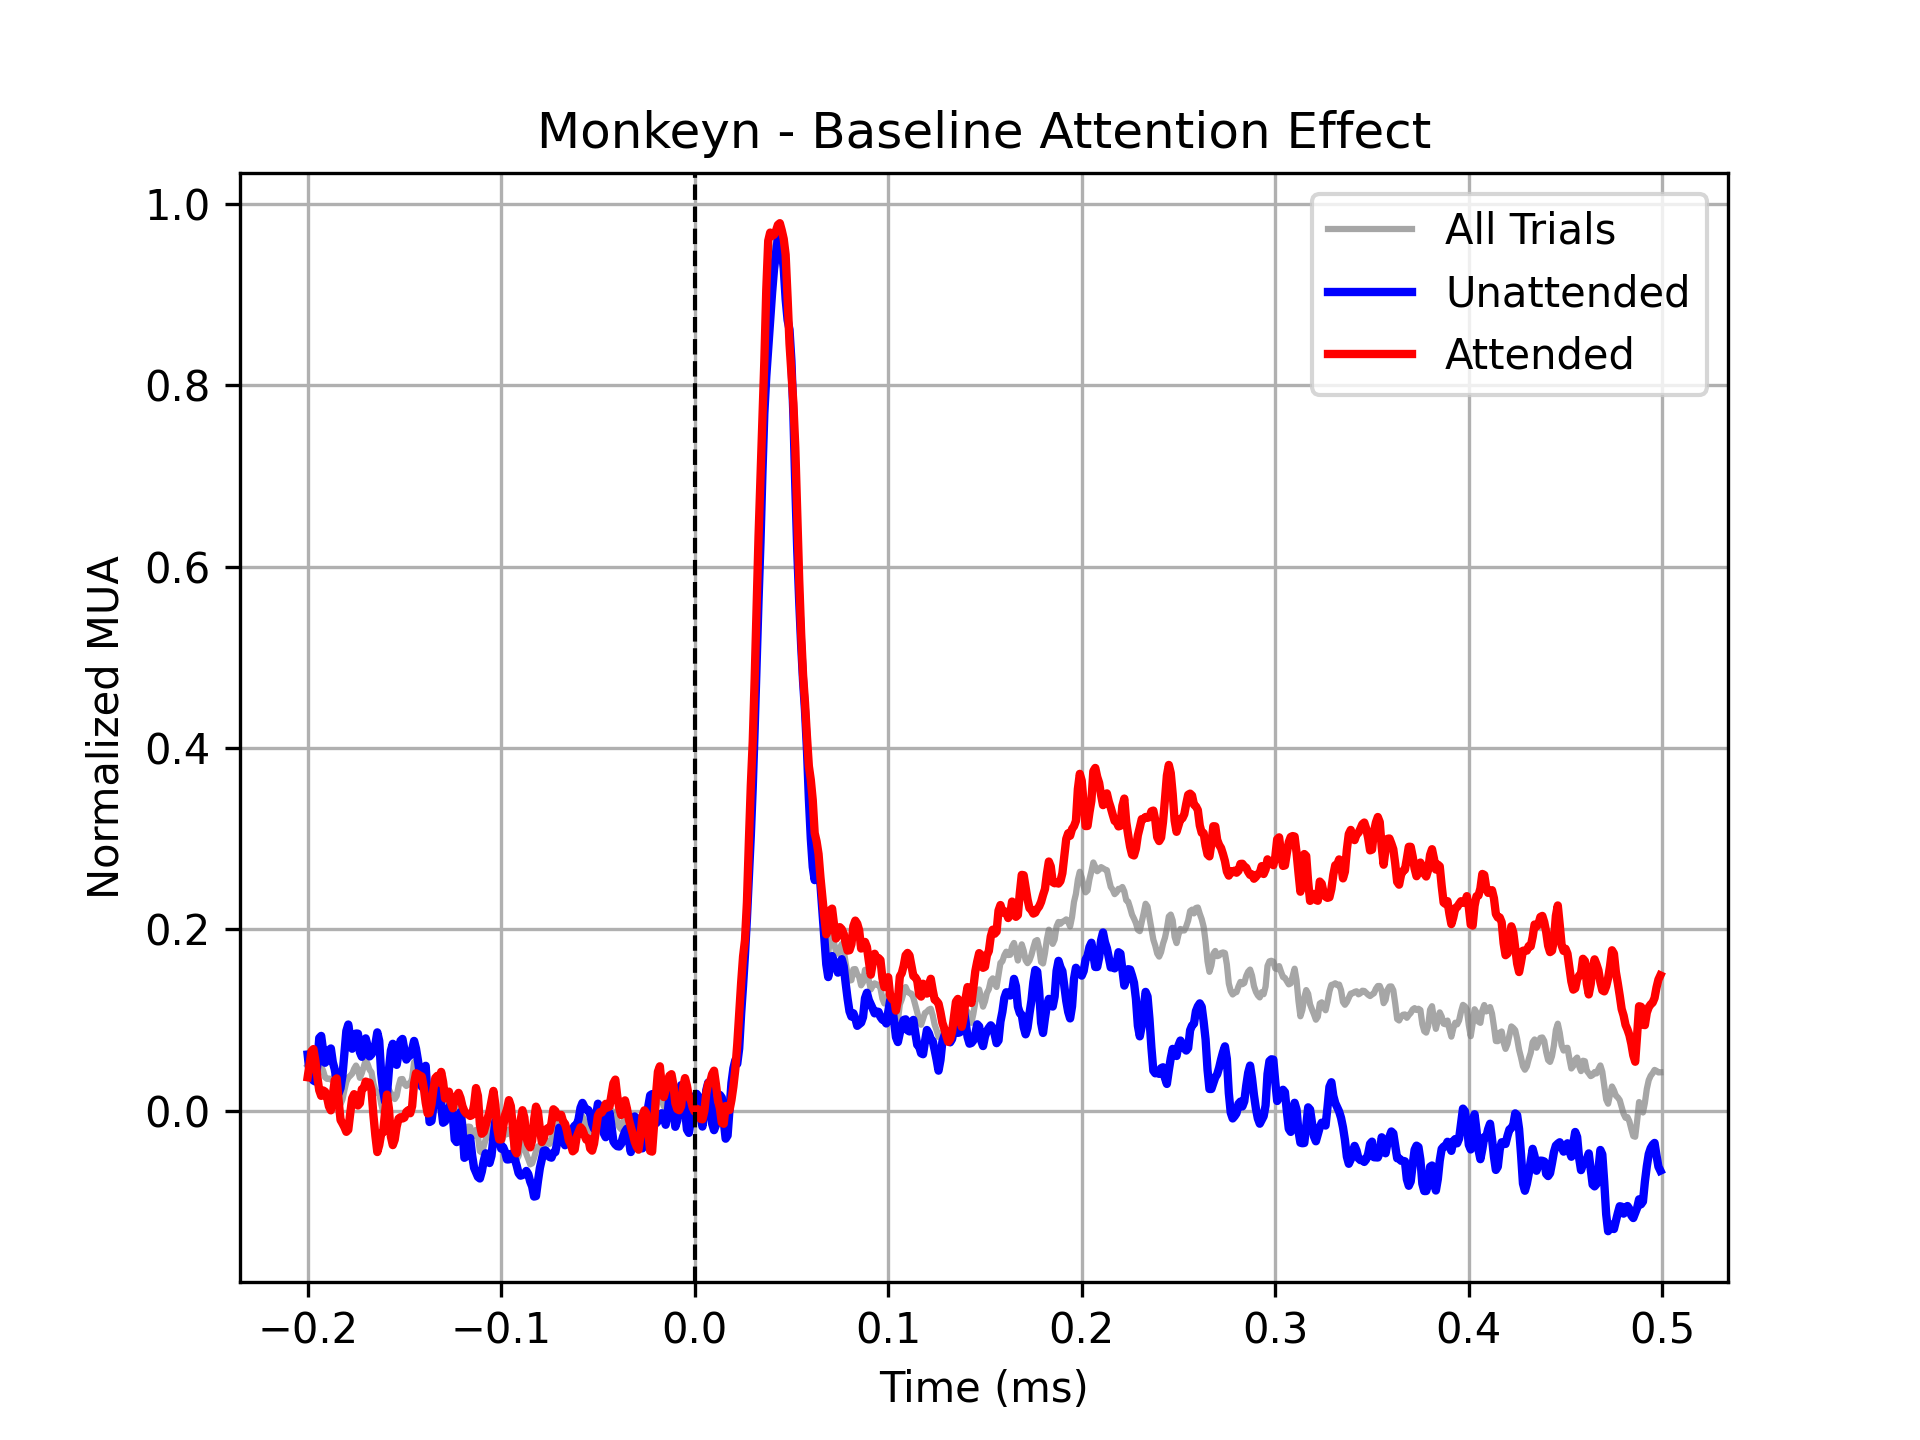 Monkeyn - Baseline Attention Effect
1.0
0.8
0.6
0.4
0.2
0.0
Normalized MUA
All Trials
Unattended
Attended
−0.2 −0.1 0.0 0.1 0.2 0.3 0.4 0.5
Time (ms)